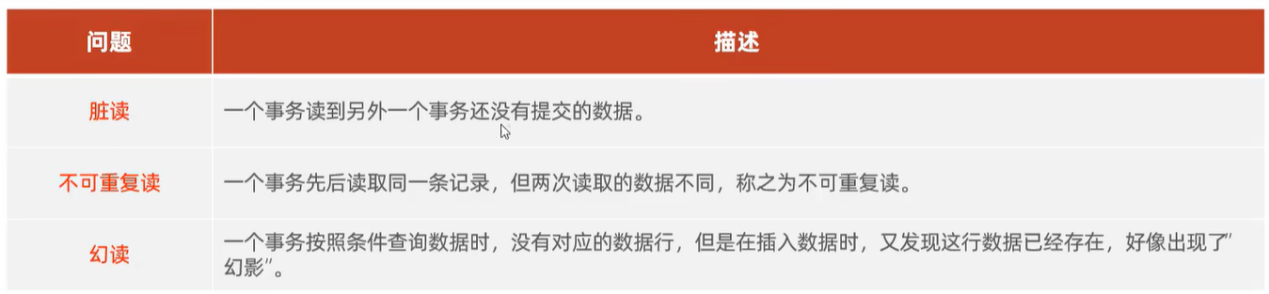 问题 描述
脏读 一个事务读到另外一个事务还没有提交的数据。
不可重复读 一个事务先后读取同一条记录，但两次读取的数据不同，称之为不可重复读。
幻读 一个事务按照条件查询数据时，没有对应的数据行，但是在插入数据时，又发现这行数据已经存在，好像出现了”
幻影”。